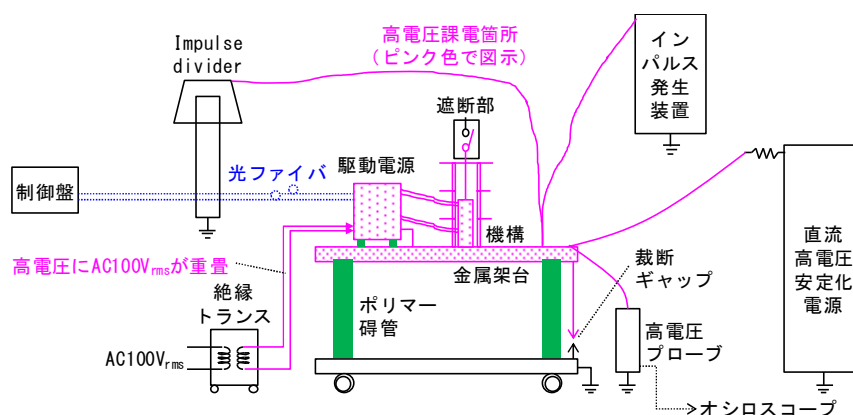 Impulse
divider
高電圧課電箇所
(ピンク色で図示)
イン
パルス
発生
装置
遮断部
駆動電源
光ファイバ
制御盤
機構
金属架台
高電圧にAC100Vrmsが重畳
絶縁
トランス
AC100Vrms
ポリマー
碍管
裁断
ギャップ
高電圧
プローブ
直流
高電圧
安定化
電源
オシロスコープ